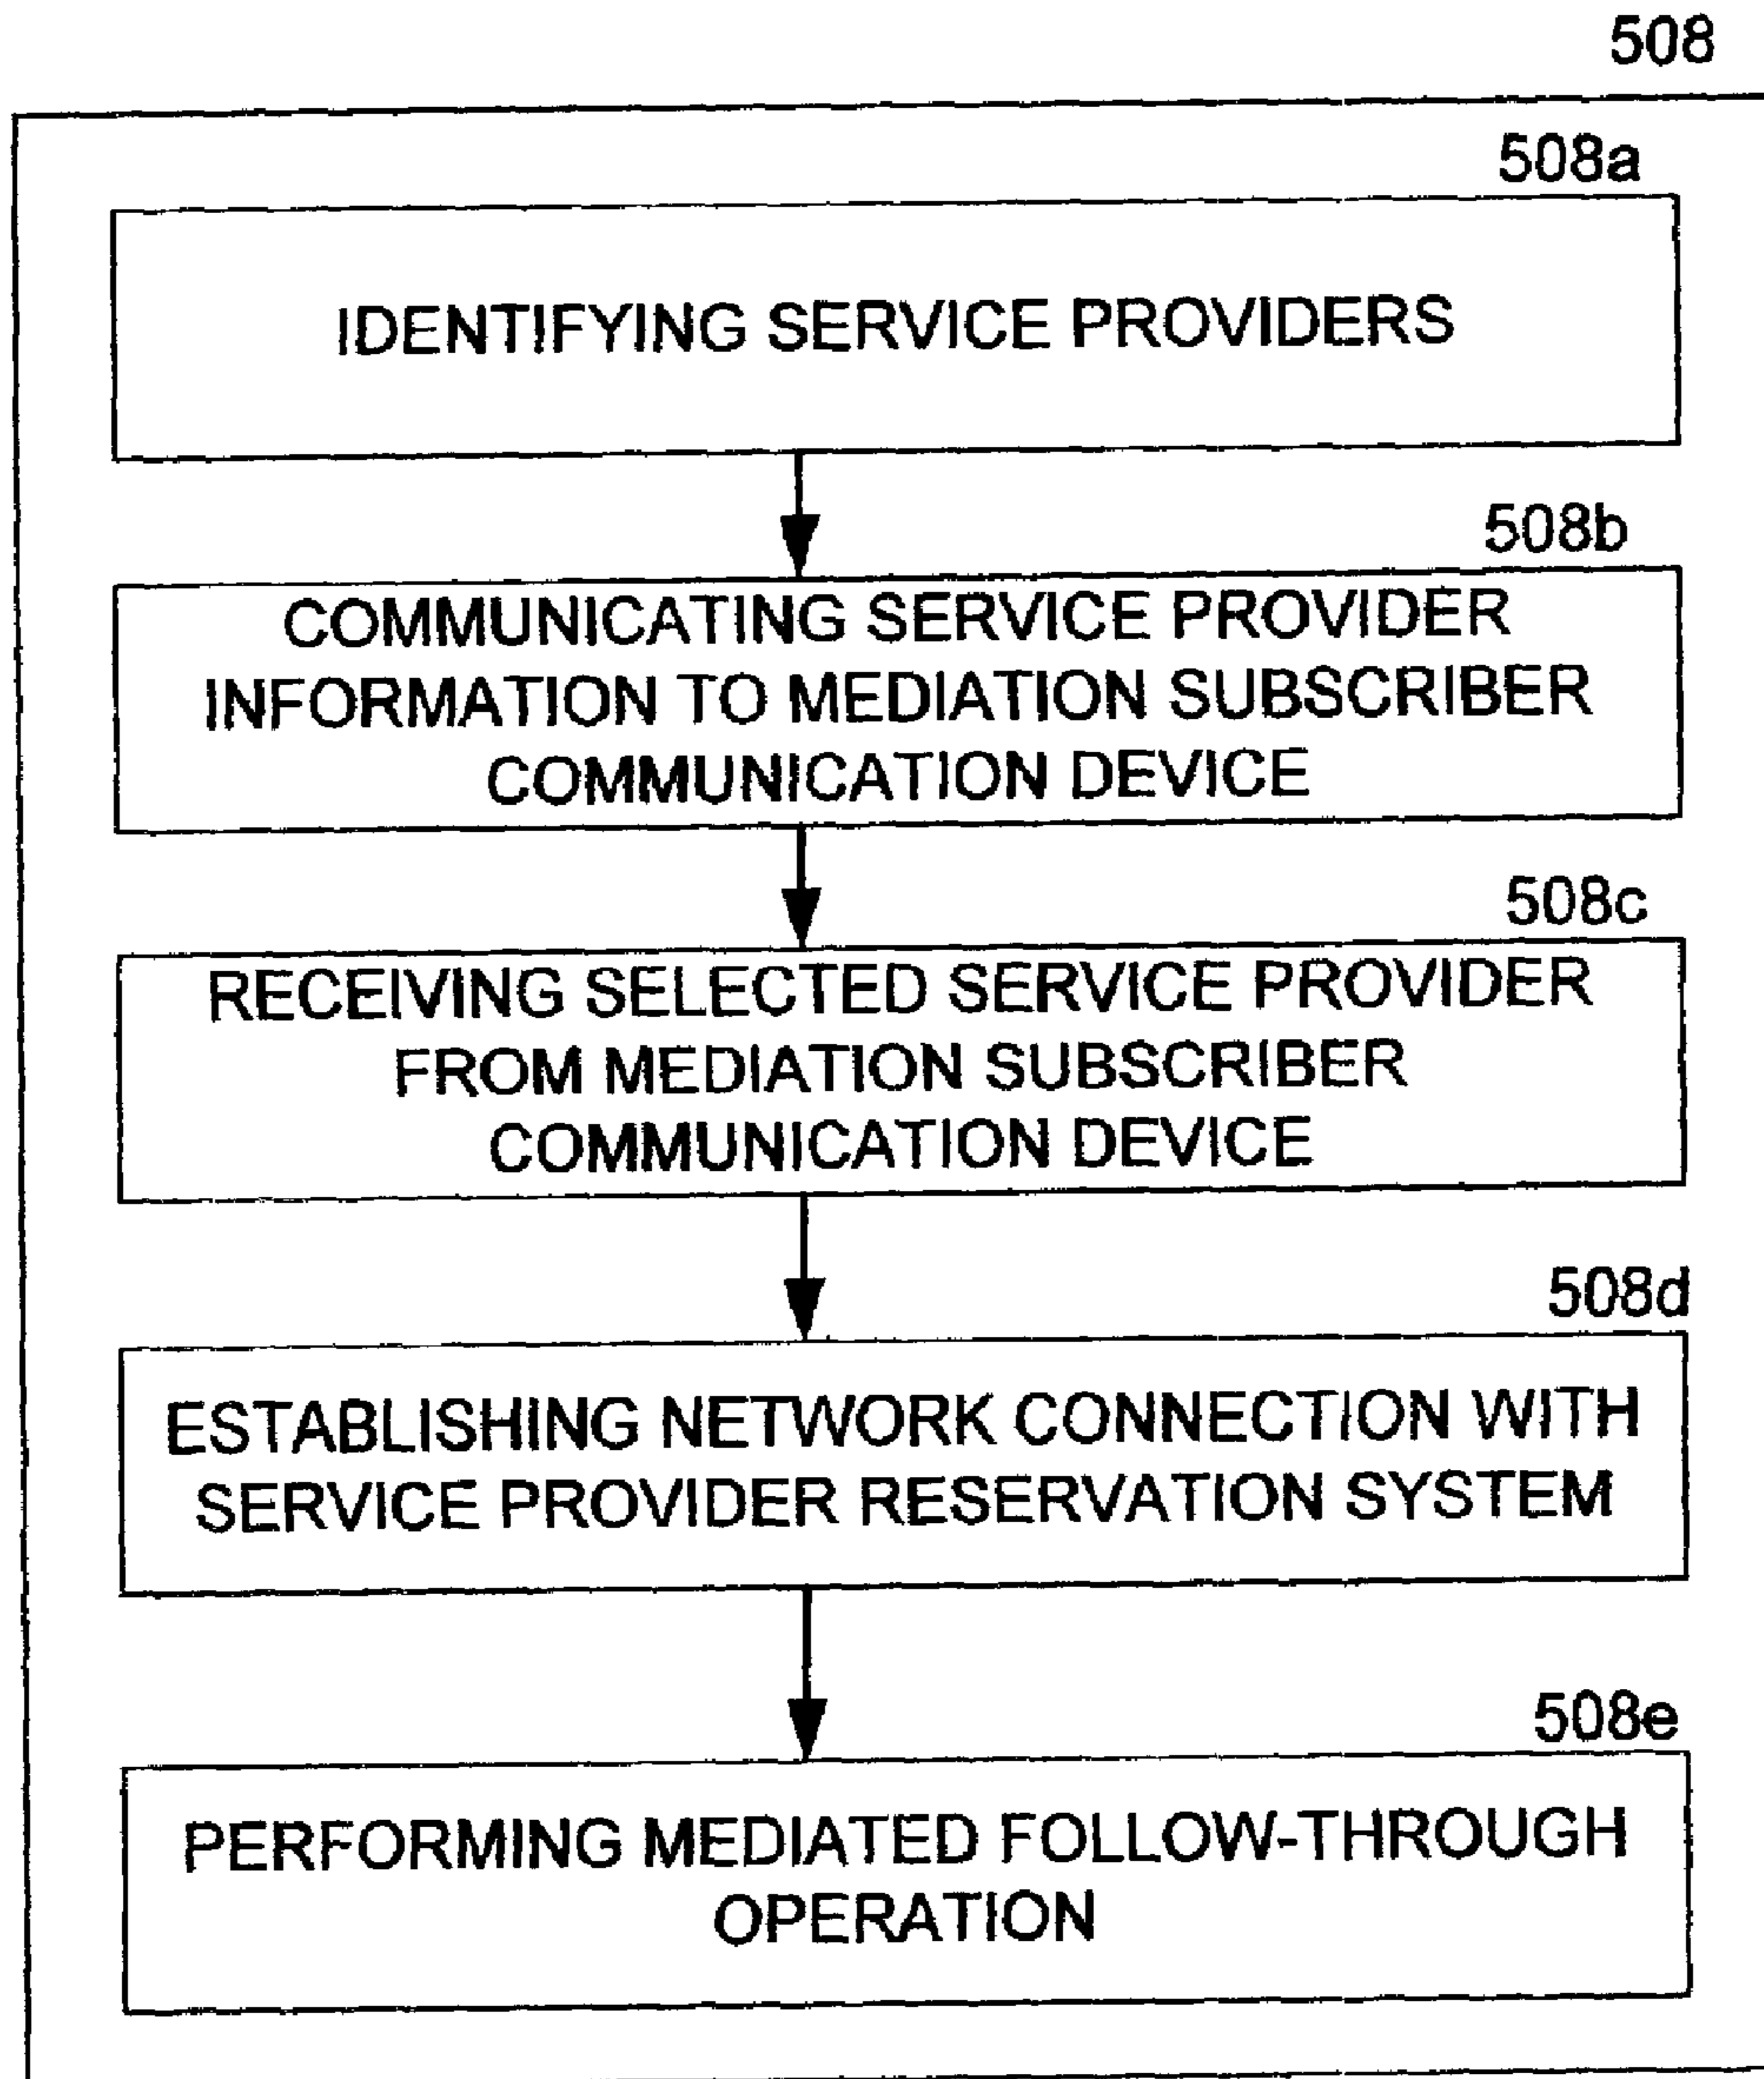 508
508a
IDENTIFYING SERVICE PROVIDERS
508b
COMMUNICATING SERVICE PROVIDER
INFORMATION TO MEDIATION SUBSCRIBER
COMMUNICATION DEVICE
508c
RECEIVING SELECTED SERVICE PROVIDER
FROM MEDIATION SUBSCRIBER
COMMUNICATION DEVICE
508d
ESTABLISHING NETWORK CONNECTION WITH
SERVICE PROVIDER RESERVATION SYSTEM
508e
PERFORMING MEDIATED FOLLOW-THROUGH
OPERATION